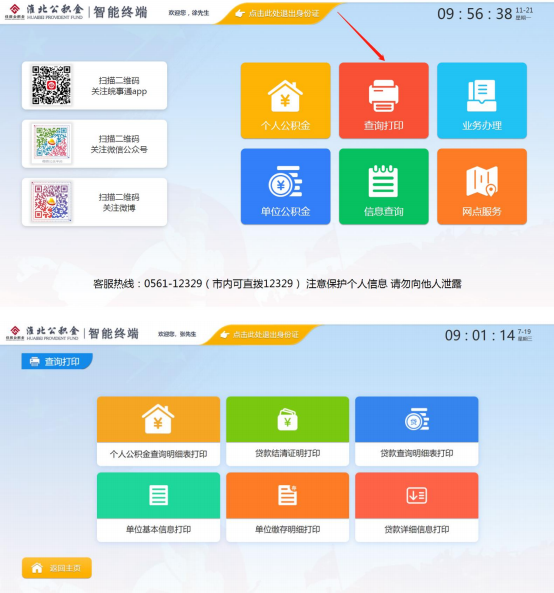 淮北公积金
HUAIBEI PROVIDENT FUND
智能终端
欢迎您，徐先生
点击此处退出身份证
09：56：38
11-21
星期一
扫描二维码
关注皖事通app
扫描二维码
关注微信公众号
扫描二维码
关注微博
个人公积金
查询打印
业务办理
单位公积金
信息查询
网点服务
客服热线：0561-12329（市内可直拨12329） 注意保护个人信息 请勿向他人泄露
淮北公积金
HUAIBEI PROVIDENT FUND
智能终端
欢迎您，张先生
点击此处退出身份证
09：01：14
7-19
星期三
查询打印
个人公积金查询明细表打印
贷款结清证明打印
贷款查询明细表打印
单位基本信息打印
单位缴存明细打印
贷款详细信息打印
返回主页